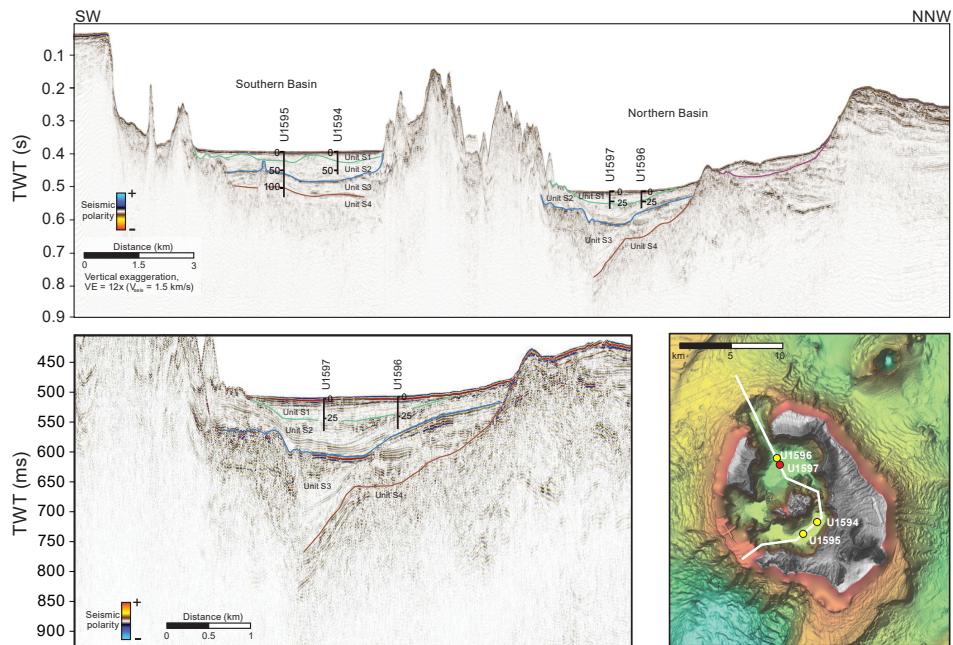 SW
NNW
TWT (s)
0.1
0.2
0.3
0.4
0.5
0.6
0.7
0.8
0.9
Southern Basin
Northern Basin
U1595
U1594
0
50
100
0
50
Unit S1
Unit S2
Unit S3
Unit S4
U1597
U1596
0
25
0
25
Unit S2
Unit S1
Unit S3
Unit S4
Seismic
polarity
+
-
Distance (km)
0 1.5 3
Vertical exaggeration,
VE = 12x (Vseis = 1.5 km/s)
TWT (ms)
450
500
550
600
650
700
750
800
850
900
U1597
U1596
0
25
0
25
Unit S1
Unit S2
Unit S3
Unit S4
Seismic
polarity
+
-
Distance (km)
0 0.5 1
km 5 10
U1596
U1597
U1594
U1595